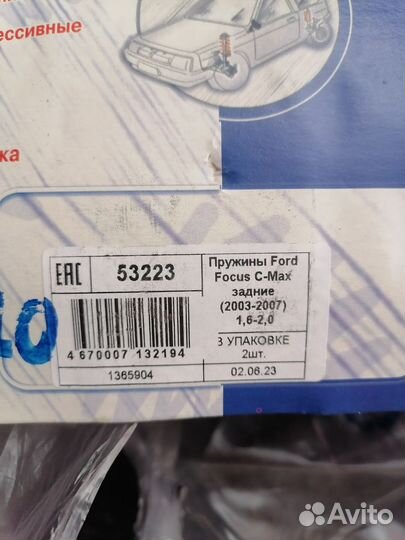 ессивные
ка
EAC
53223
Пружины Ford
Focus C-Max
задние
(2003-2007)
1,6-2,0
4 670007 132194
В УПАКОВКЕ
2шт.
1365904
02.06.23
Avito